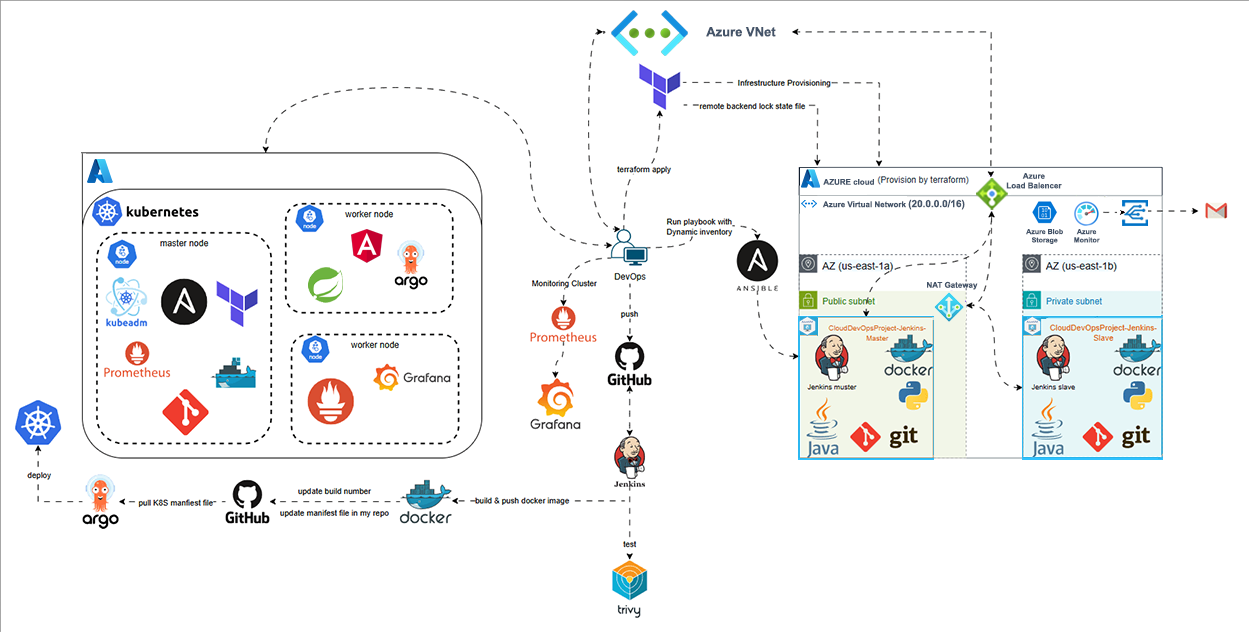 Azure VNet
Infrestructure Provisioning
remote backend lock state file
terraform apply
kubernetes
master node
node
kubeadm
Prometheus
worker node
node
argo
worker node
node
Grafana
DevOps
Run playbook with
Dynamic inventory
ANSIBLE
Monitoring Cluster
Prometheus
Grafana
push
GitHub
Jenkins
build & push docker image
docker
update build number
update manifest file in my repo
GitHub
pull K8S manfiest file
argo
deploy
test
trivy
AZURE cloud (Provision by terraform)
Azure
Load Balencer
Azure Virtual Network (20.0.0.0/16)
Azure Blob
Storage
Azure
Monitor
AZ (us-east-1a)
AZ (us-east-1b)
NAT Gateway
Public subnet
Private subnet
CloudDevOpsProject-Jenkins-
Master
Jenkins muster
docker
Java
git
CloudDevOpsProject-Jenkins-
Slave
Jenkins slave
docker
Java
git